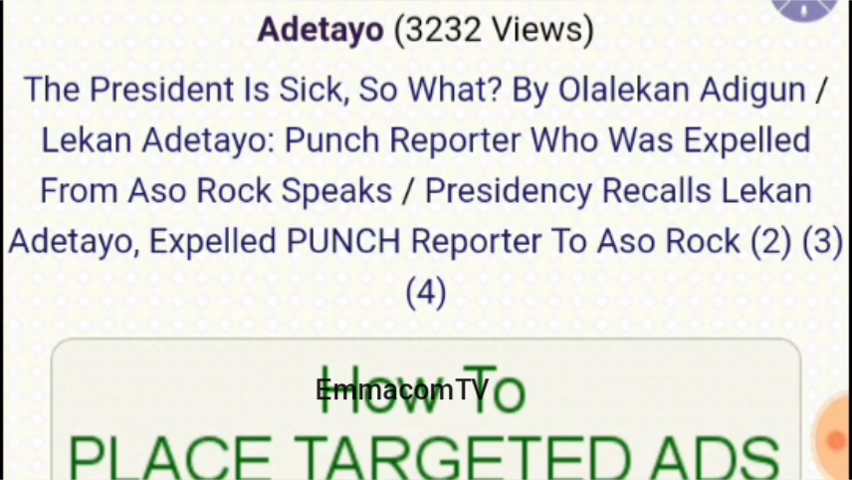 Adetayo (3232 Views)
The President Is Sick, So What? By Olalekan Adigun /
Lekan Adetayo: Punch Reporter Who Was Expelled
From Aso Rock Speaks / Presidency Recalls Lekan
Adetayo, Expelled PUNCH Reporter To Aso Rock (2) (3)
(4)
How To
EmmacomTV
PLACE TARGETED ADS